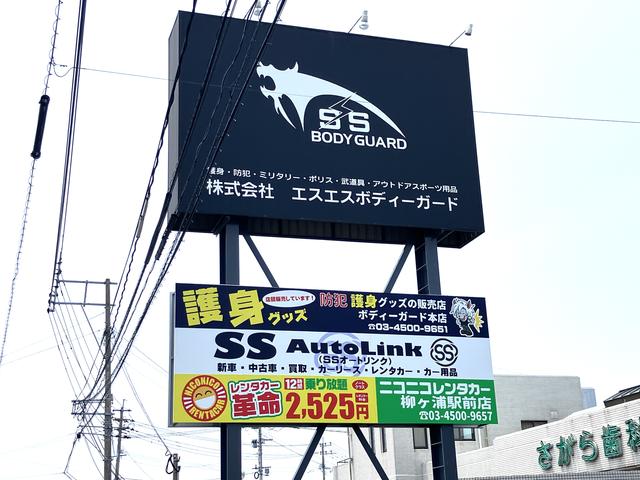 SS
BODYGUARD
護身・防犯・ミリタリー・ポリス・武道具・アウトドアスポーツ用品
株式会社 エスエスボディーガード
護身グッズ
店頭販売しています！
防犯 護身グッズの販売店
ボディーガード本店
☎03-4500-9651
SS AutoLink
(SSオートリンク)
SS
新車・中古車・買取・カーリース・レンタカー・カー用品
NICONICO RENTACAR
レンタカー革命
12時間 乗り放題
2,525円
ニコニコレンタカー
柳ヶ浦駅前店
☎03-4500-9657
さがら歯科